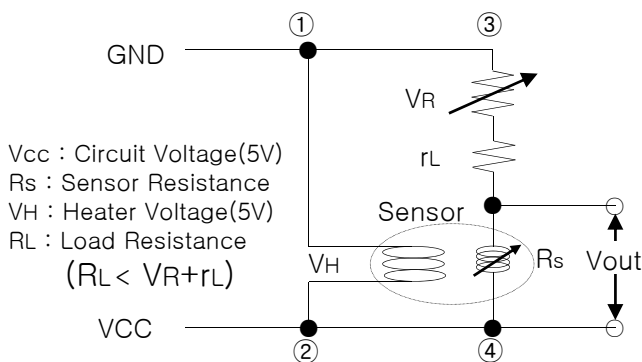 ① ③
GND
VR
Vcc : Circuit Voltage(5V)
Rs : Sensor Resistance
VH : Heater Voltage(5V)
RL : Load Resistance
(RL < VR+rL)
rL
Sensor
VH
Rs
Vout
VCC
② ④